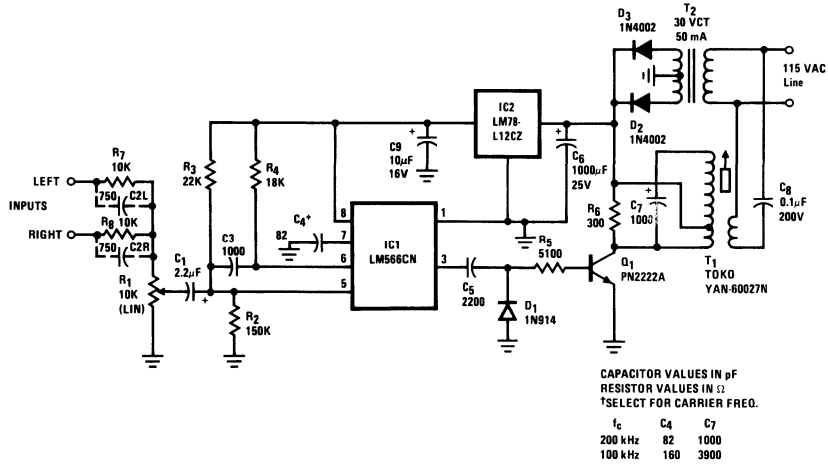 D3
1N4002
T2
30 VCT
50 mA
115 VAC
Line
IC2
LM78-
L12CZ
D2
1N4002
R7
10K
R3
22K
R4
18K
C9
10μF
16V
+
+
C6
1000μF
25V
LEFT
750
C2L
INPUTS
R8
10K
RIGHT
750
C2R
C3
1000
C4+
82
8
7
6
5
IC1
LM566CN
1
3
R6
300
+
C7
1000
C8
0.1μF
200V
R1
10K
(LIN)
C1
2.2μF
+
R2
150K
C5
2200
R5
5100
D1
1N914
Q1
PN2222A
T1
TOKO
YAN-60027N
CAPACITOR VALUES IN pF
RESISTOR VALUES IN Ω
†SELECT FOR CARRIER FREQ.
fc C4 C7
200 kHz 82 1000
100 kHz 160 3900